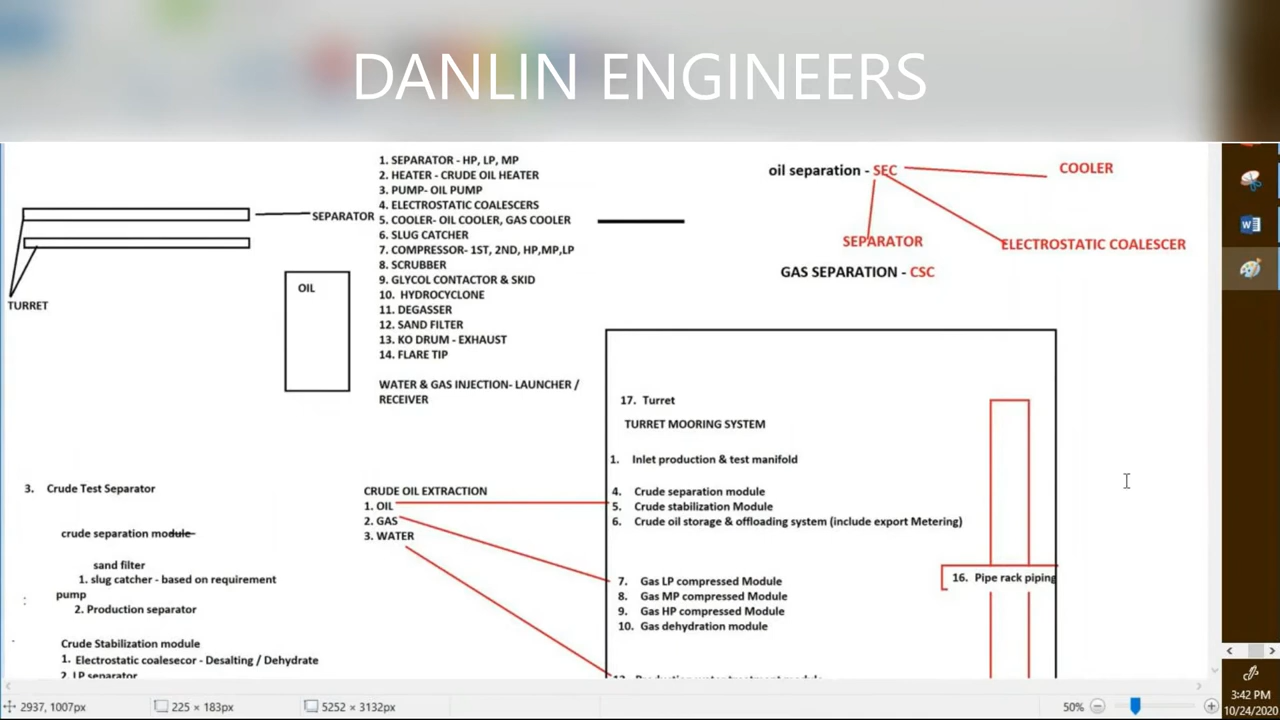 DANLIN ENGINEERS
1. SEPARATOR - HP, LP, MP
2. HEATER - CRUDE OIL HEATER
3. PUMP- OIL PUMP
4. ELECTROSTATIC COALESCERS
5. COOLER- OIL COOLER, GAS COOLER
6. SLUG CATCHER
7. COMPRESSOR- 1ST, 2ND, HP,MP,LP
8. SCRUBBER
9. GLYCOL CONTACTOR & SKID
10. HYDROCYCLONE
11. DEGASSER
12. SAND FILTER
13. KO DRUM - EXHAUST
14. FLARE TIP
WATER & GAS INJECTION- LAUNCHER /
RECEIVER
SEPARATOR
TURRET
OIL
oil separation - SEC
COOLER
SEPARATOR
ELECTROSTATIC COALESCER
GAS SEPARATION - CSC
17. Turret
TURRET MOORING SYSTEM
1. Inlet production & test manifold
4. Crude separation module
5. Crude stabilization Module
6. Crude oil storage & offloading system (include export Metering)
7. Gas LP compressed Module
8. Gas MP compressed Module
9. Gas HP compressed Module
10. Gas dehydration module
16. Pipe rack piping
CRUDE OIL EXTRACTION
1. OIL
2. GAS
3. WATER
3. Crude Test Separator
crude separation module
sand filter
1. slug catcher - based on requirement
pump
2. Production separator
Crude Stabilization module
1. Electrostatic coalesecor - Desalting / Dehydrate
2. LP separator
2937, 1007px
225 × 183px
5252 × 3132px
50%
3:42 PM
10/24/2020